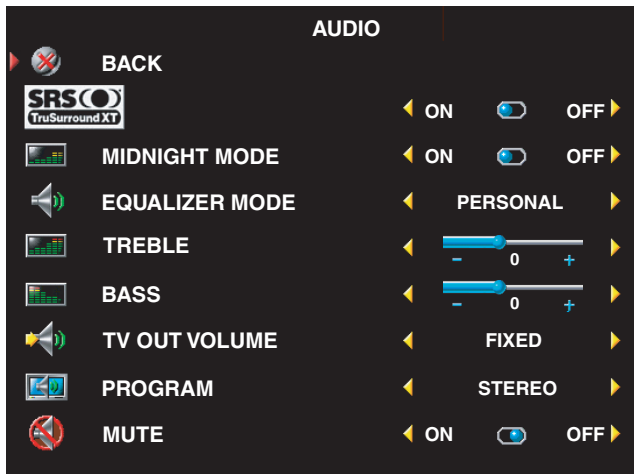 AUDIO
BACK
SRS
TruSurround XT
ON OFF
MIDNIGHT MODE ON OFF
EQUALIZER MODE PERSONAL
TREBLE
- 0 +
BASS
- 0 +
TV OUT VOLUME FIXED
PROGRAM STEREO
MUTE ON OFF